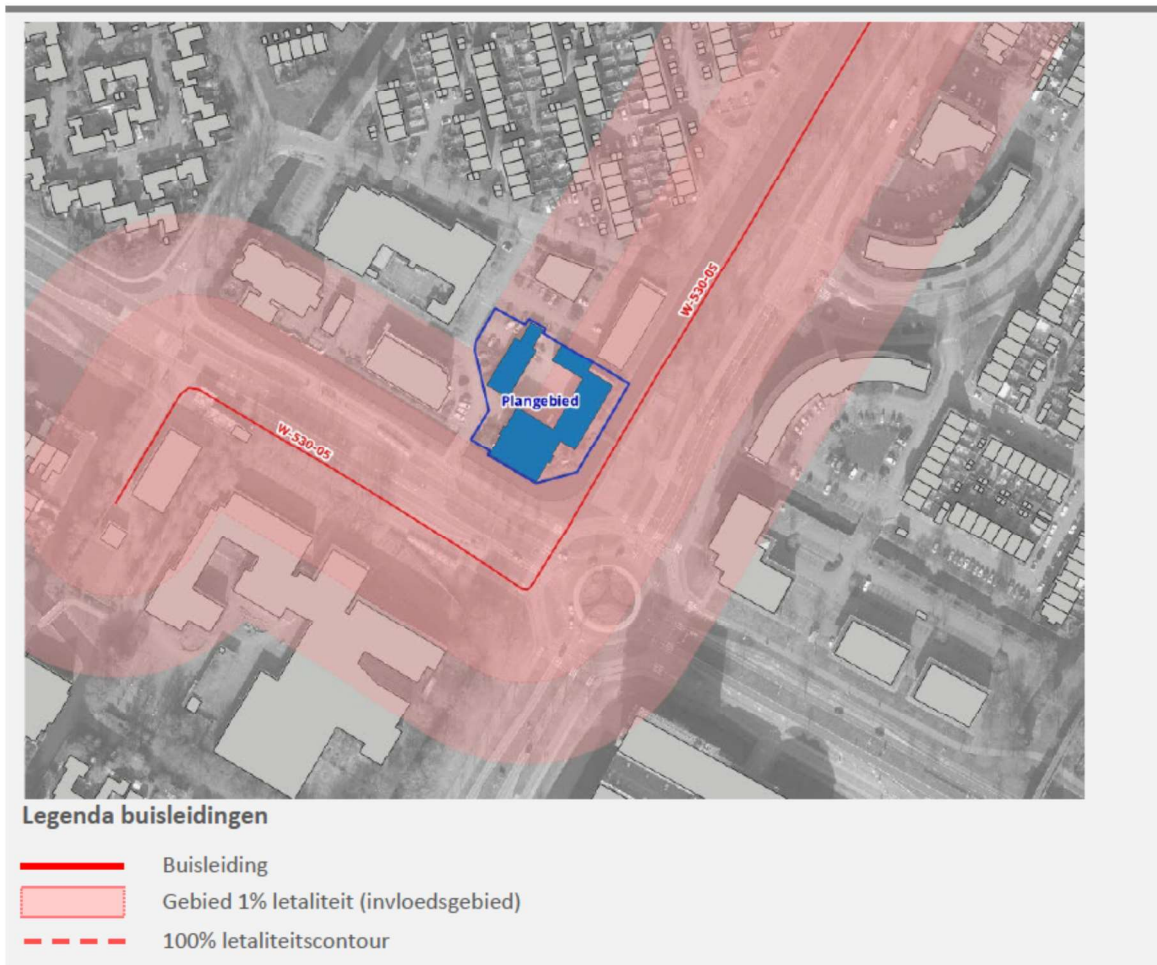 W-530-05
Plangebied
W-530-05
Legenda buisleidingen
Buisleiding
Gebied 1% letaliteit (invloedsgebied)
100% letaliteitscontour